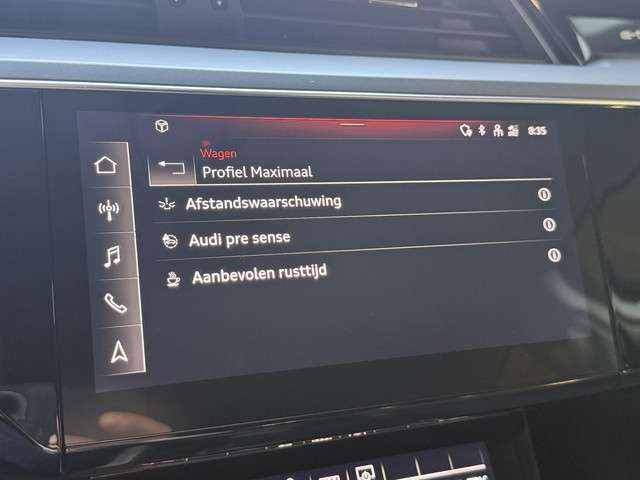 8:35
Wagen
Profiel Maximaal
Afstandswaarschuwing
Audi pre sense
Aanbevolen rusttijd